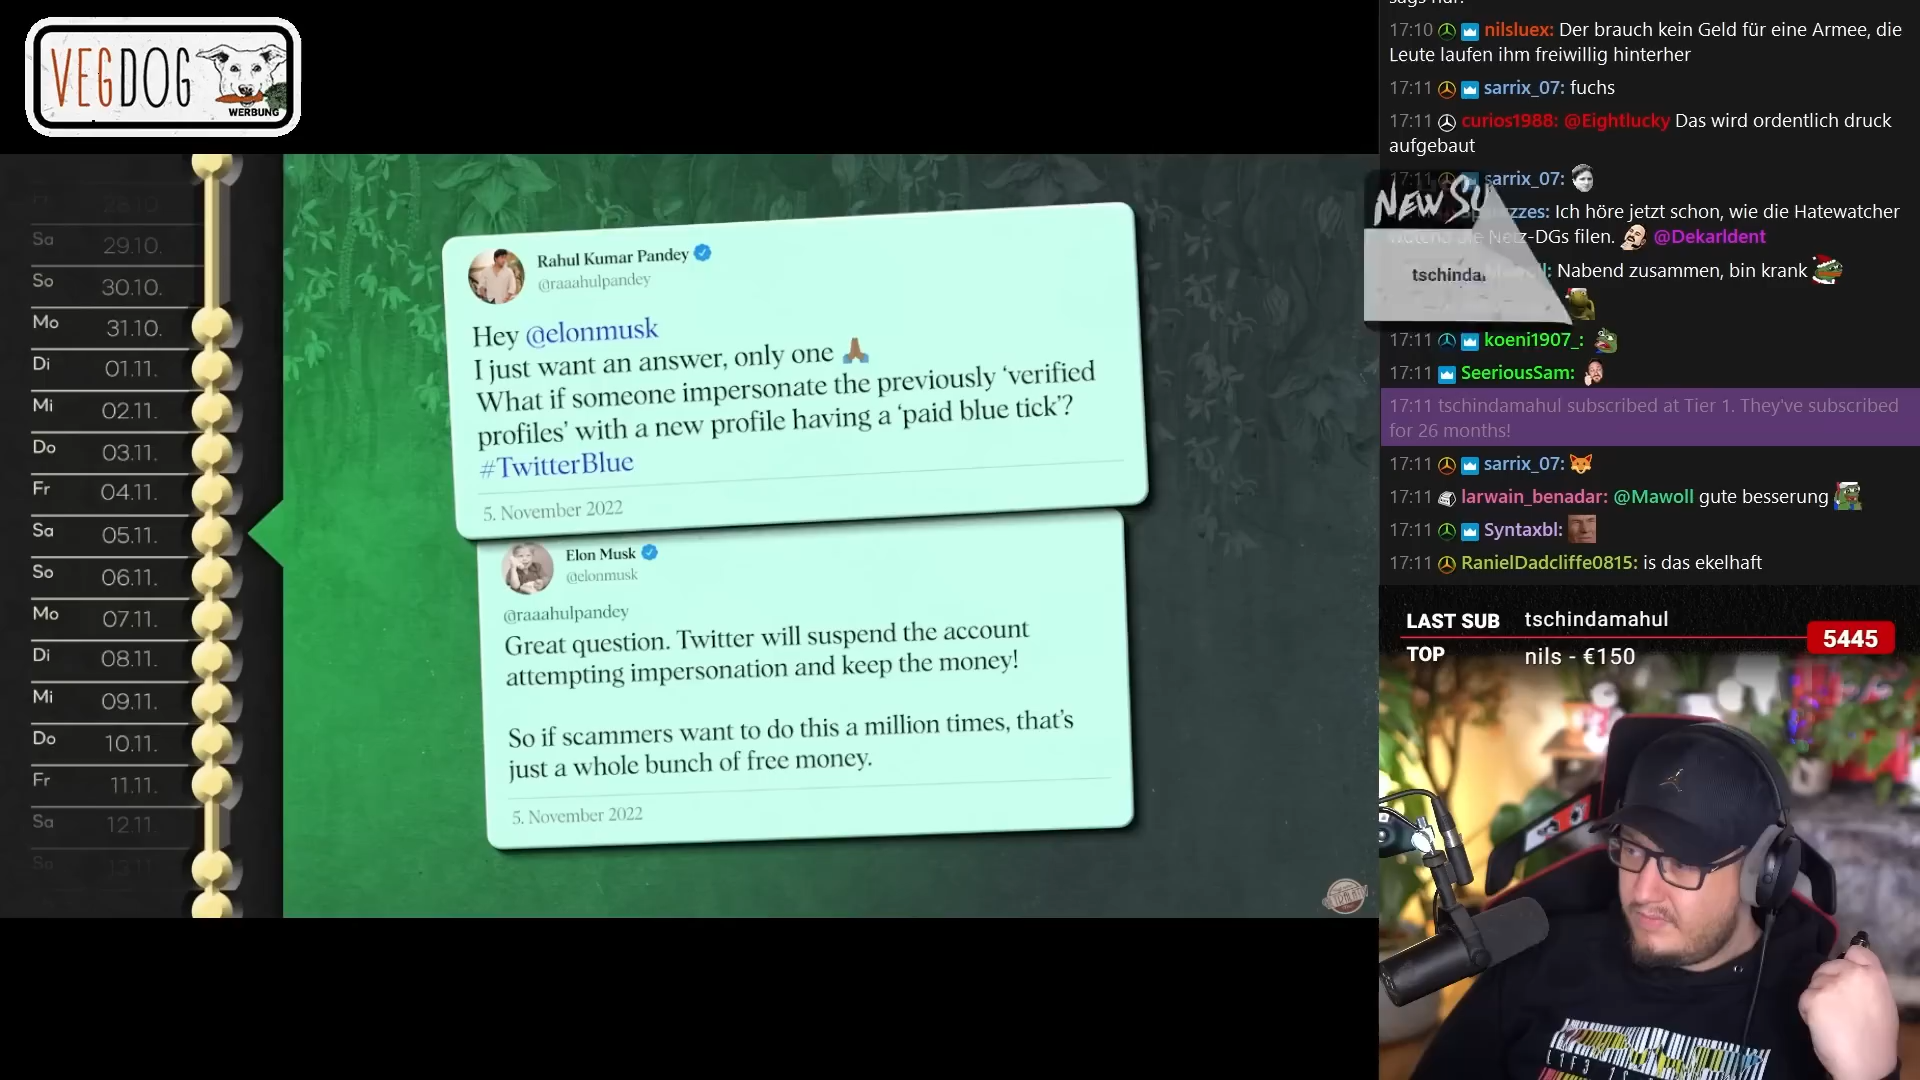 VEGDOG
WERBUNG
28.10
Sa 29.10.
So 30.10.
Mo 31.10.
Di 01.11.
Mi 02.11.
Do 03.11.
Fr 04.11.
Sa 05.11.
So 06.11.
Mo 07.11.
Di 08.11.
Mi 09.11.
Do 10.11.
Fr 11.11.
Sa 12.11.
13.11
Rahul Kumar Pandey
@raaahulpandey
Hey @elonmusk
I just want an answer, only one
What if someone impersonate the previously ‘verified
profiles’ with a new profile having a ‘paid blue tick’?
#TwitterBlue
5. November 2022
Elon Musk
@elonmusk
@raaahulpandey
Great question. Twitter will suspend the account
attempting impersonation and keep the money!
So if scammers want to do this a million times, that’s
just a whole bunch of free money.
5. November 2022
17:10 nilsluex: Der brauch kein Geld für eine Armee, die
Leute laufen ihm freiwillig hinterher
17:11 sarrix_07: fuchs
17:11 curios1988: @Eightlucky Das wird ordentlich druck
aufgebaut
17:11 sarrix_07:
Ich höre jetzt schon, wie die Hatewatcher
Netz-DGs filen. @Dekarldent
Nabend zusammen, bin krank
NEW SU
tschinda
17:11 koeni1907_:
17:11 SeeriousSam:
17:11 tschindamahul subscribed at Tier 1. They've subscribed
for 26 months!
17:11 sarrix_07:
17:11 larwain_benadar: @Mawoll gute besserung
17:11 Syntaxbl:
17:11 RanielDadcliffe0815: is das ekelhaft
LAST SUB tschindamahul
5445
TOP nils - €150